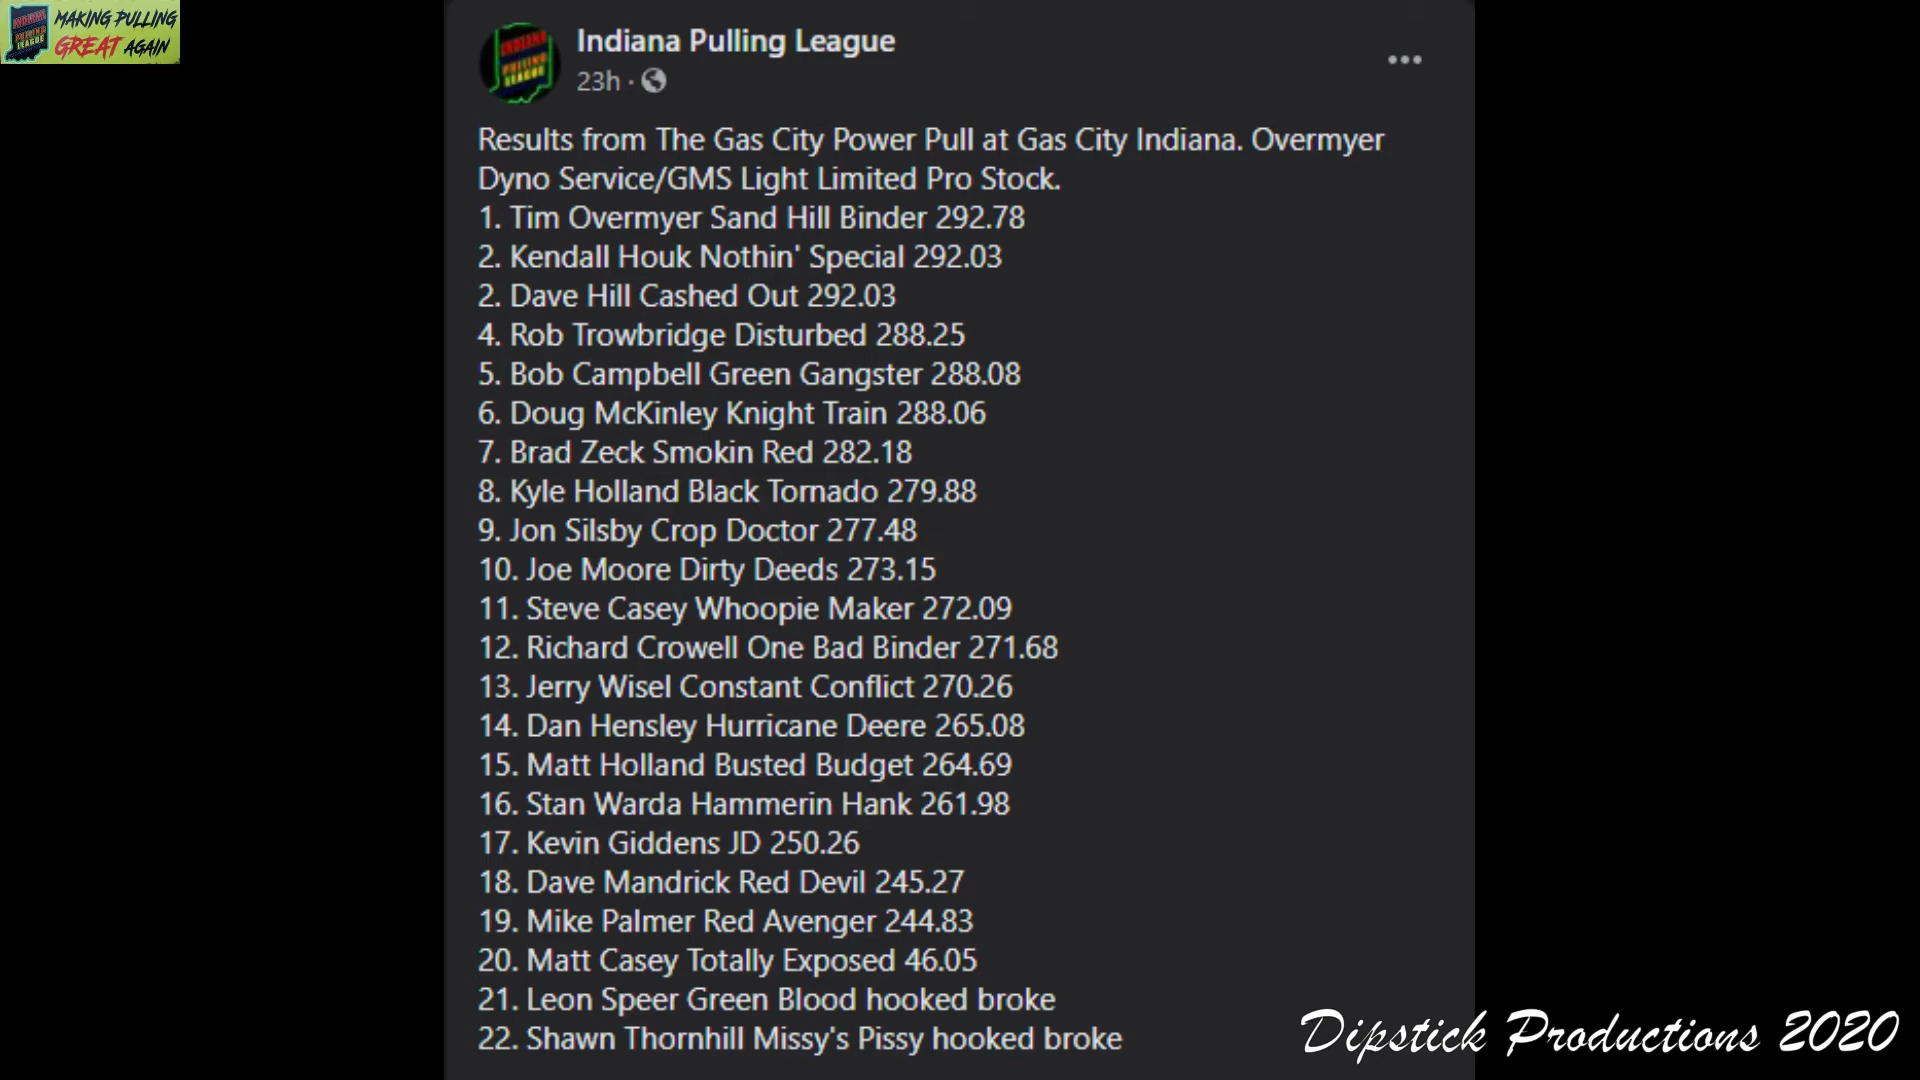 MAKING PULLING
GREAT AGAIN
INDIANA
PULLING
LEAGUE
Indiana Pulling League
23h ·
Results from The Gas City Power Pull at Gas City Indiana. Overmyer
Dyno Service/GMS Light Limited Pro Stock.
1. Tim Overmyer Sand Hill Binder 292.78
2. Kendall Houk Nothin' Special 292.03
2. Dave Hill Cashed Out 292.03
4. Rob Trowbridge Disturbed 288.25
5. Bob Campbell Green Gangster 288.08
6. Doug McKinley Knight Train 288.06
7. Brad Zeck Smokin Red 282.18
8. Kyle Holland Black Tornado 279.88
9. Jon Silsby Crop Doctor 277.48
10. Joe Moore Dirty Deeds 273.15
11. Steve Casey Whoopie Maker 272.09
12. Richard Crowell One Bad Binder 271.68
13. Jerry Wisel Constant Conflict 270.26
14. Dan Hensley Hurricane Deere 265.08
15. Matt Holland Busted Budget 264.69
16. Stan Warda Hammerin Hank 261.98
17. Kevin Giddens JD 250.26
18. Dave Mandrick Red Devil 245.27
19. Mike Palmer Red Avenger 244.83
20. Matt Casey Totally Exposed 46.05
21. Leon Speer Green Blood hooked broke
22. Shawn Thornhill Missy's Pissy hooked broke
Dipstick Productions 2020